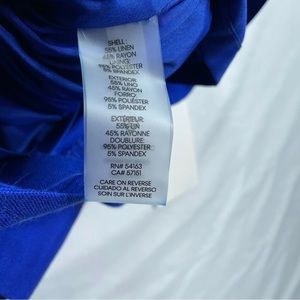 SHELL:
55% LINEN
45% RAYON
LINING:
95% POLYESTER
5% SPANDEX
EXTERIOR:
55% LINO
45% RAYON
FORRO:
95% POLIÉSTER
5% SPANDEX
EXTÉRIEUR:
55% LIN
45% RAYONNE
DOUBLURE:
95% POLYESTER
5% SPANDEX
RN# 54163
CA# 57151
CARE ON REVERSE
CUIDADO AL REVERSO
SOIN SUR L'INVERSE